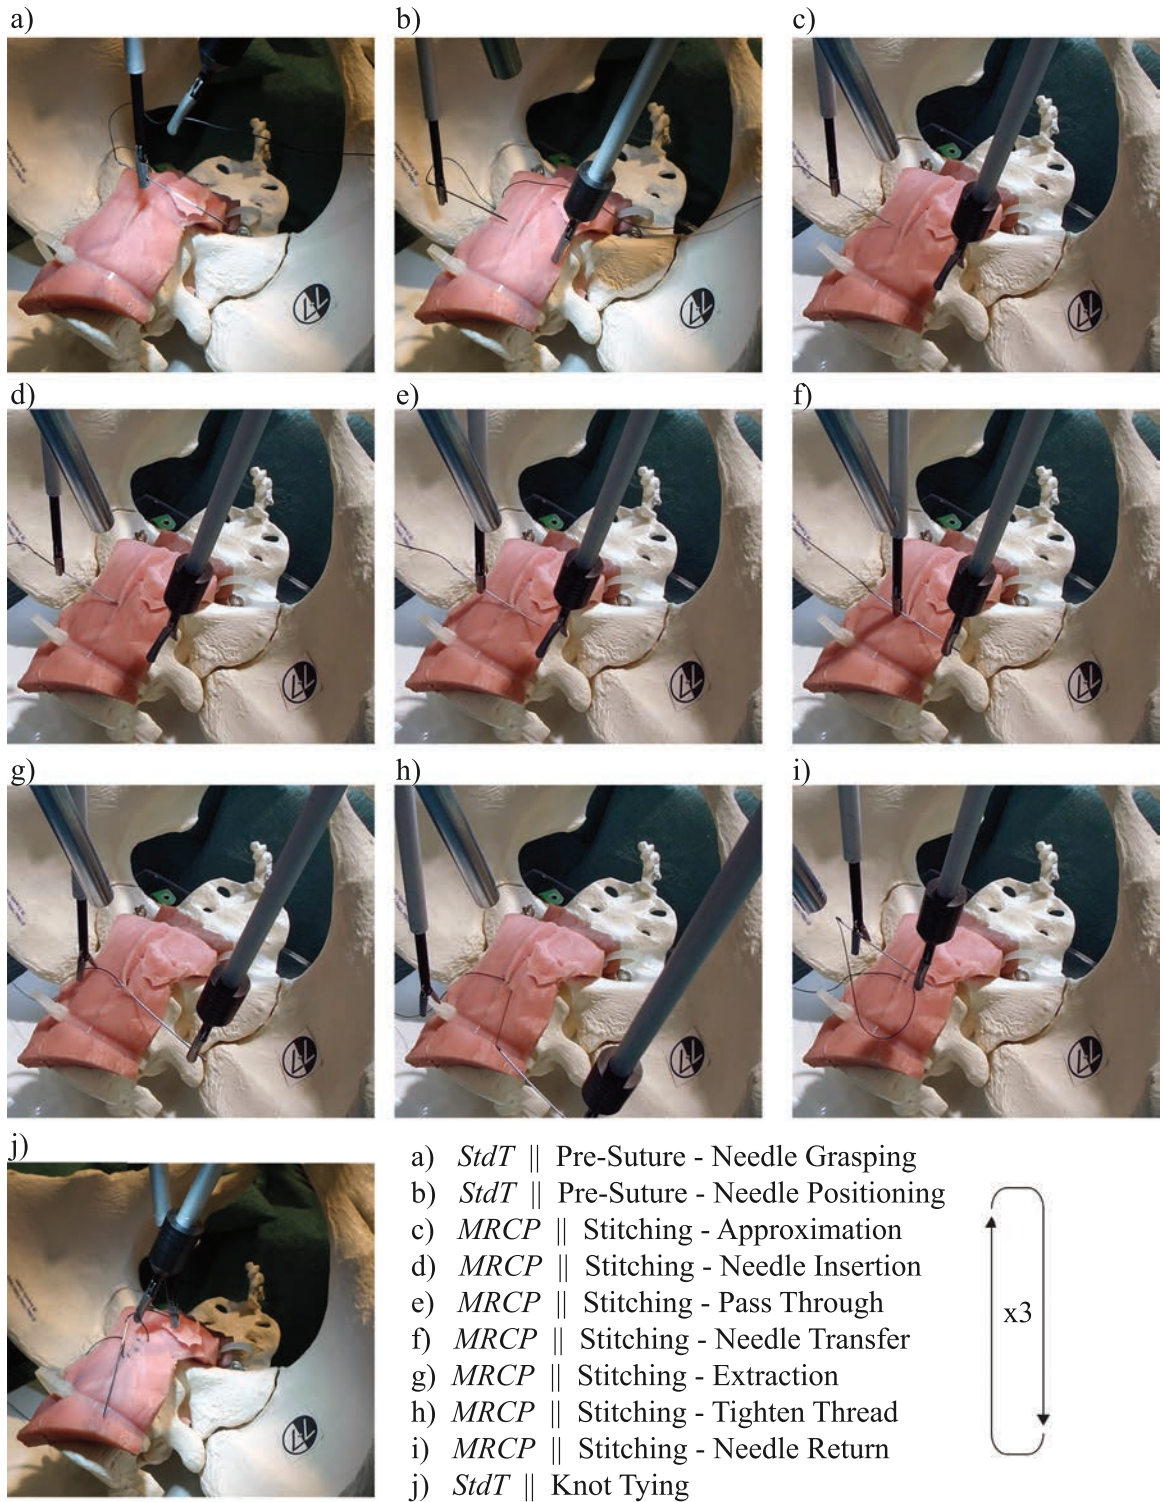 a)
b)
c)
d)
e)
f)
g)
h)
i)
j)
a) StdT || Pre-Suture - Needle Grasping
b) StdT || Pre-Suture - Needle Positioning
c) MRCP || Stitching - Approximation
d) MRCP || Stitching - Needle Insertion
e) MRCP || Stitching - Pass Through
f) MRCP || Stitching - Needle Transfer
g) MRCP || Stitching - Extraction
h) MRCP || Stitching - Tighten Thread
i) MRCP || Stitching - Needle Return
j) StdT || Knot Tying
x3